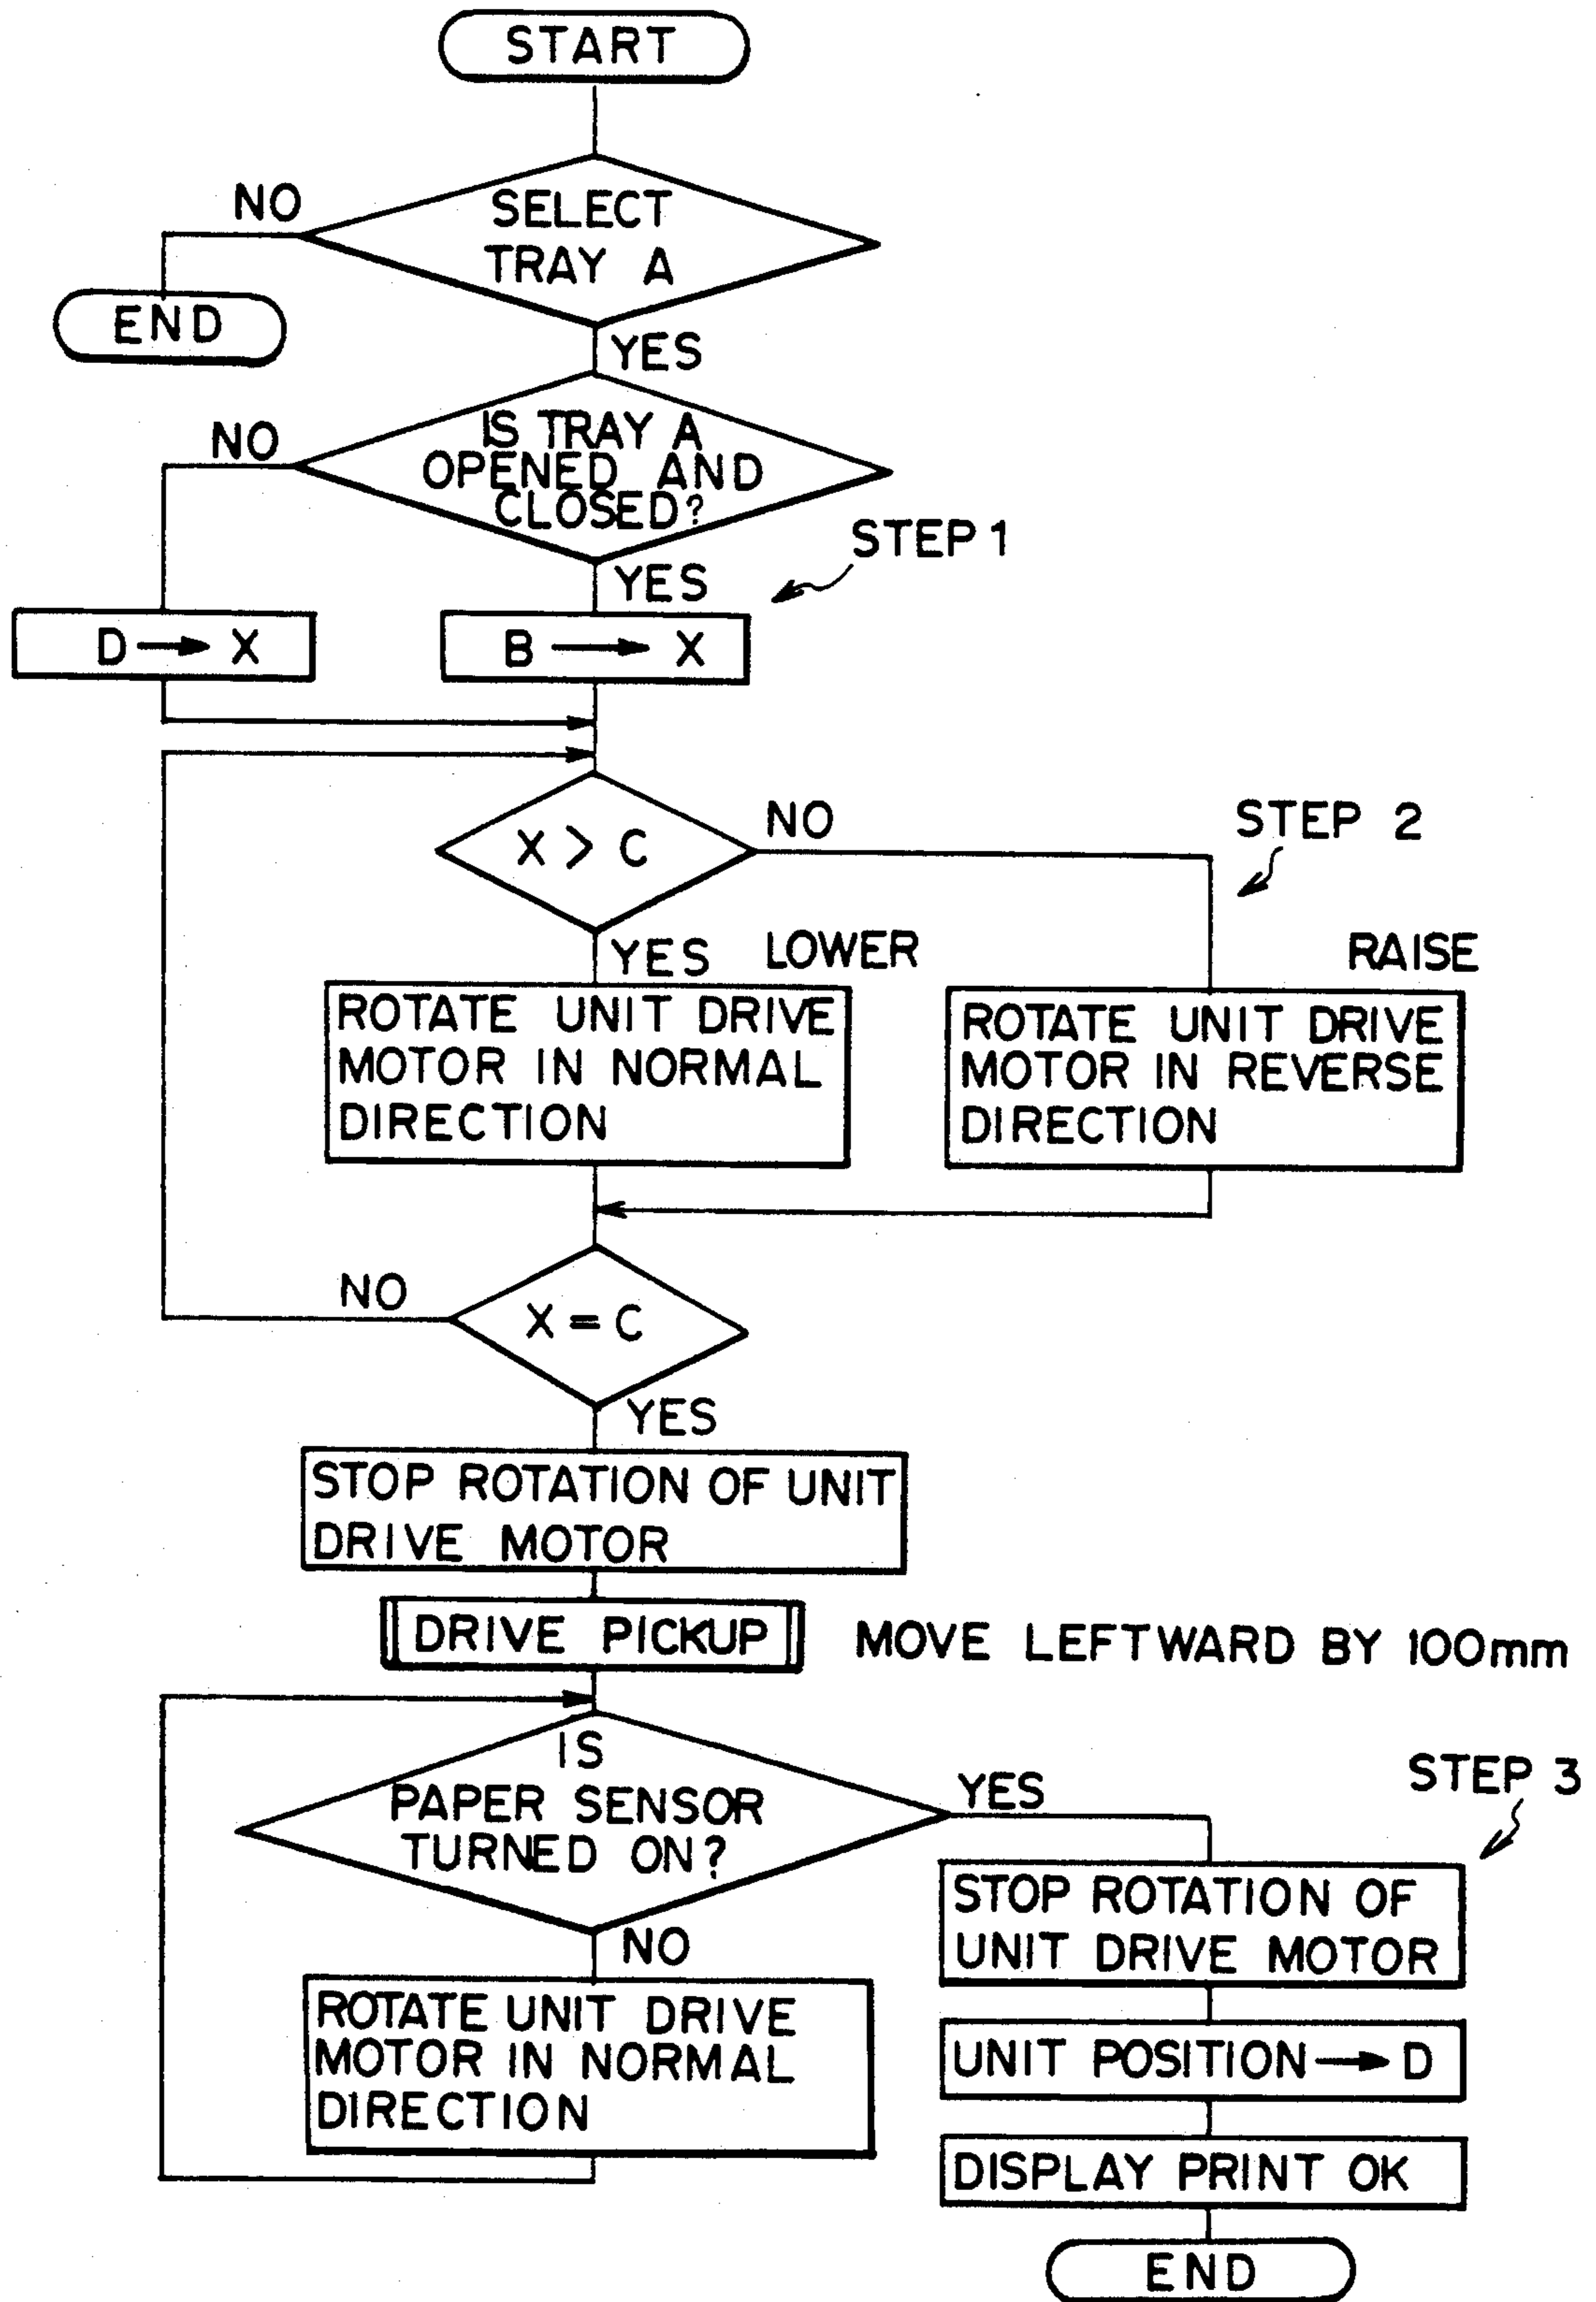 START
NO
SELECT
TRAY A
END
YES
NO
IS TRAY A
OPENED AND
CLOSED?
STEP 1
YES
D → X
B → X
X > C
NO
STEP 2
YES
LOWER
RAISE
ROTATE UNIT DRIVE
MOTOR IN NORMAL
DIRECTION
ROTATE UNIT DRIVE
MOTOR IN REVERSE
DIRECTION
NO
X = C
YES
STOP ROTATION OF UNIT
DRIVE MOTOR
DRIVE PICKUP
MOVE LEFTWARD BY 100mm
IS
PAPER SENSOR
TURNED ON?
YES
STEP 3
NO
STOP ROTATION OF
UNIT DRIVE MOTOR
ROTATE UNIT DRIVE
MOTOR IN NORMAL
DIRECTION
UNIT POSITION → D
DISPLAY PRINT OK
END